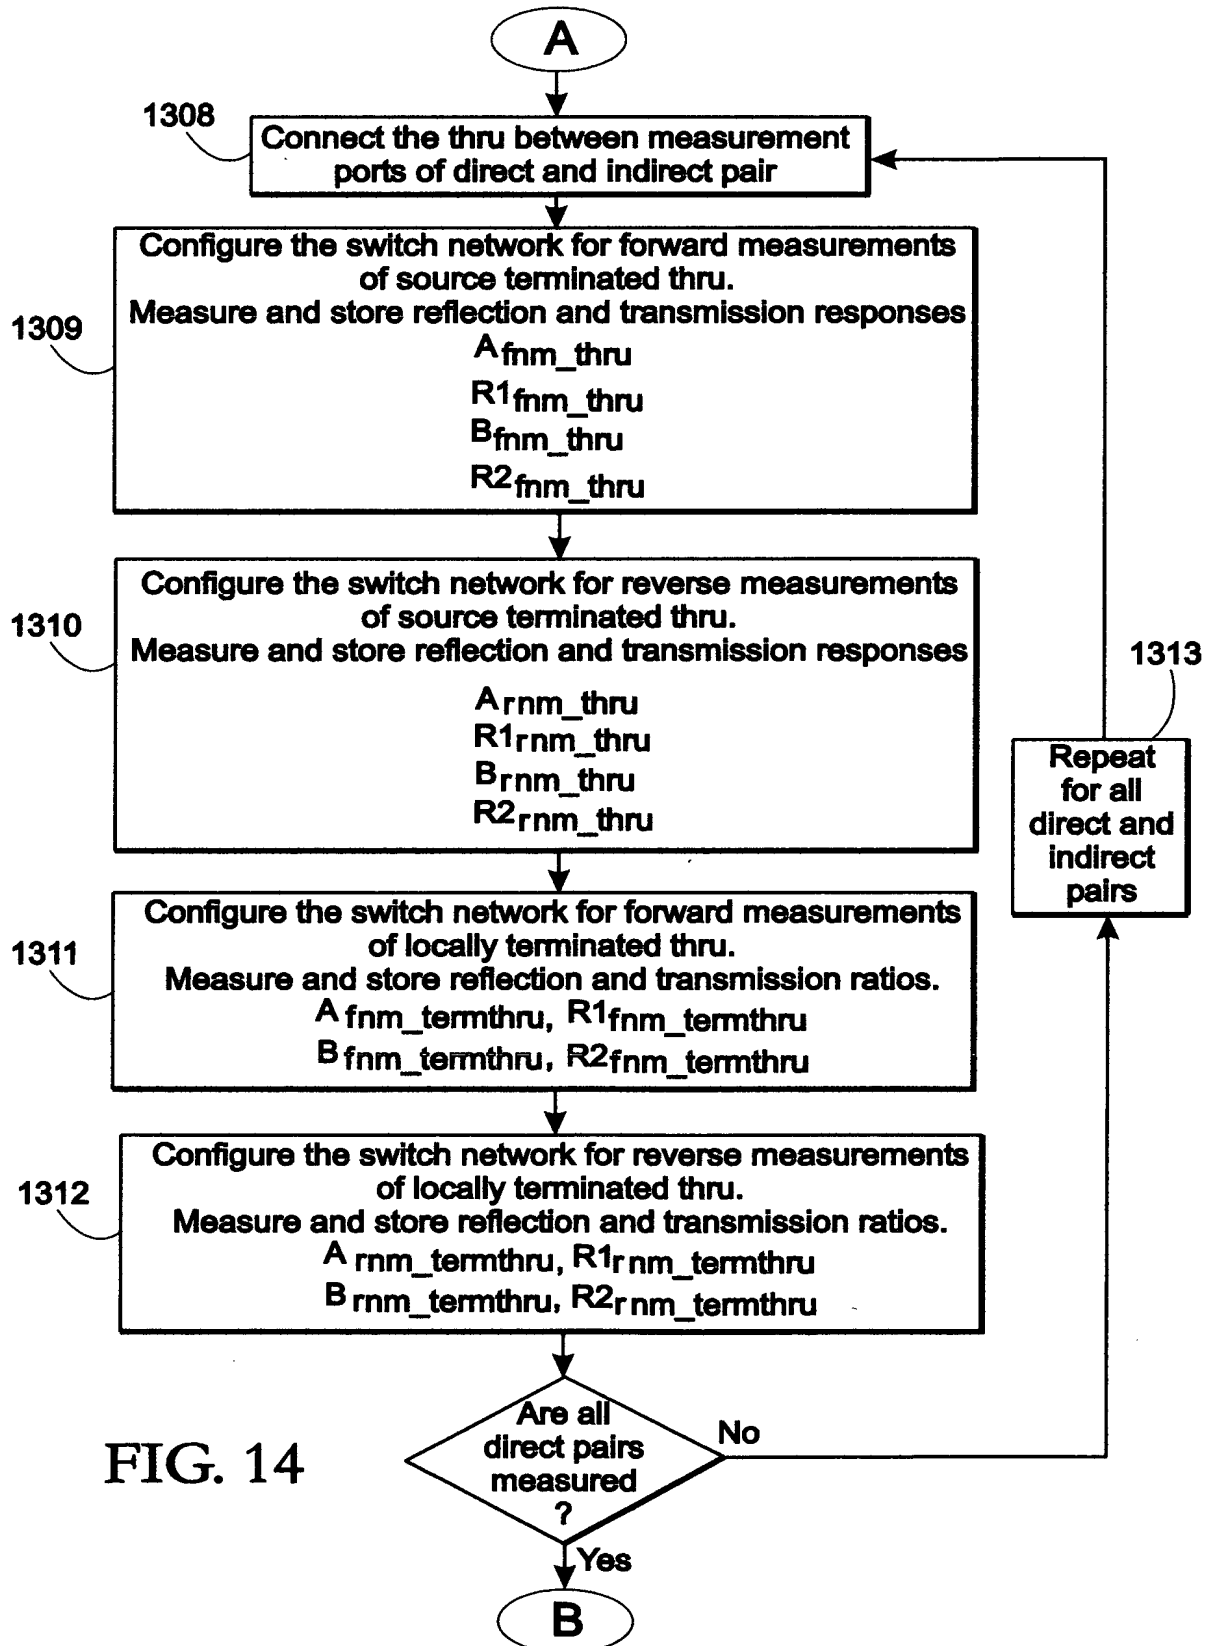 A
1308
Connect the thru between measurement
ports of direct and indirect pair
1309
Configure the switch network for forward measurements
of source terminated thru.
Measure and store reflection and transmission responses
Afnm_thru
R1fnm_thru
Bfnm_thru
R2fnm_thru
1310
Configure the switch network for reverse measurements
of source terminated thru.
Measure and store reflection and transmission responses
Arnm_thru
R1rnm_thru
Brnm_thru
R2rnm_thru
1311
Configure the switch network for forward measurements
of locally terminated thru.
Measure and store reflection and transmission ratios.
A fnm_termthru, R1fnm_termthru
B fnm_termthru, R2fnm_termthru
1312
Configure the switch network for reverse measurements
of locally terminated thru.
Measure and store reflection and transmission ratios.
A rnm_termthru, R1rnm_termthru
B rnm_termthru, R2rnm_termthru
1313
Repeat
for all
direct and
indirect
pairs
Are all
direct pairs
measured
?
No
Yes
B
FIG. 14